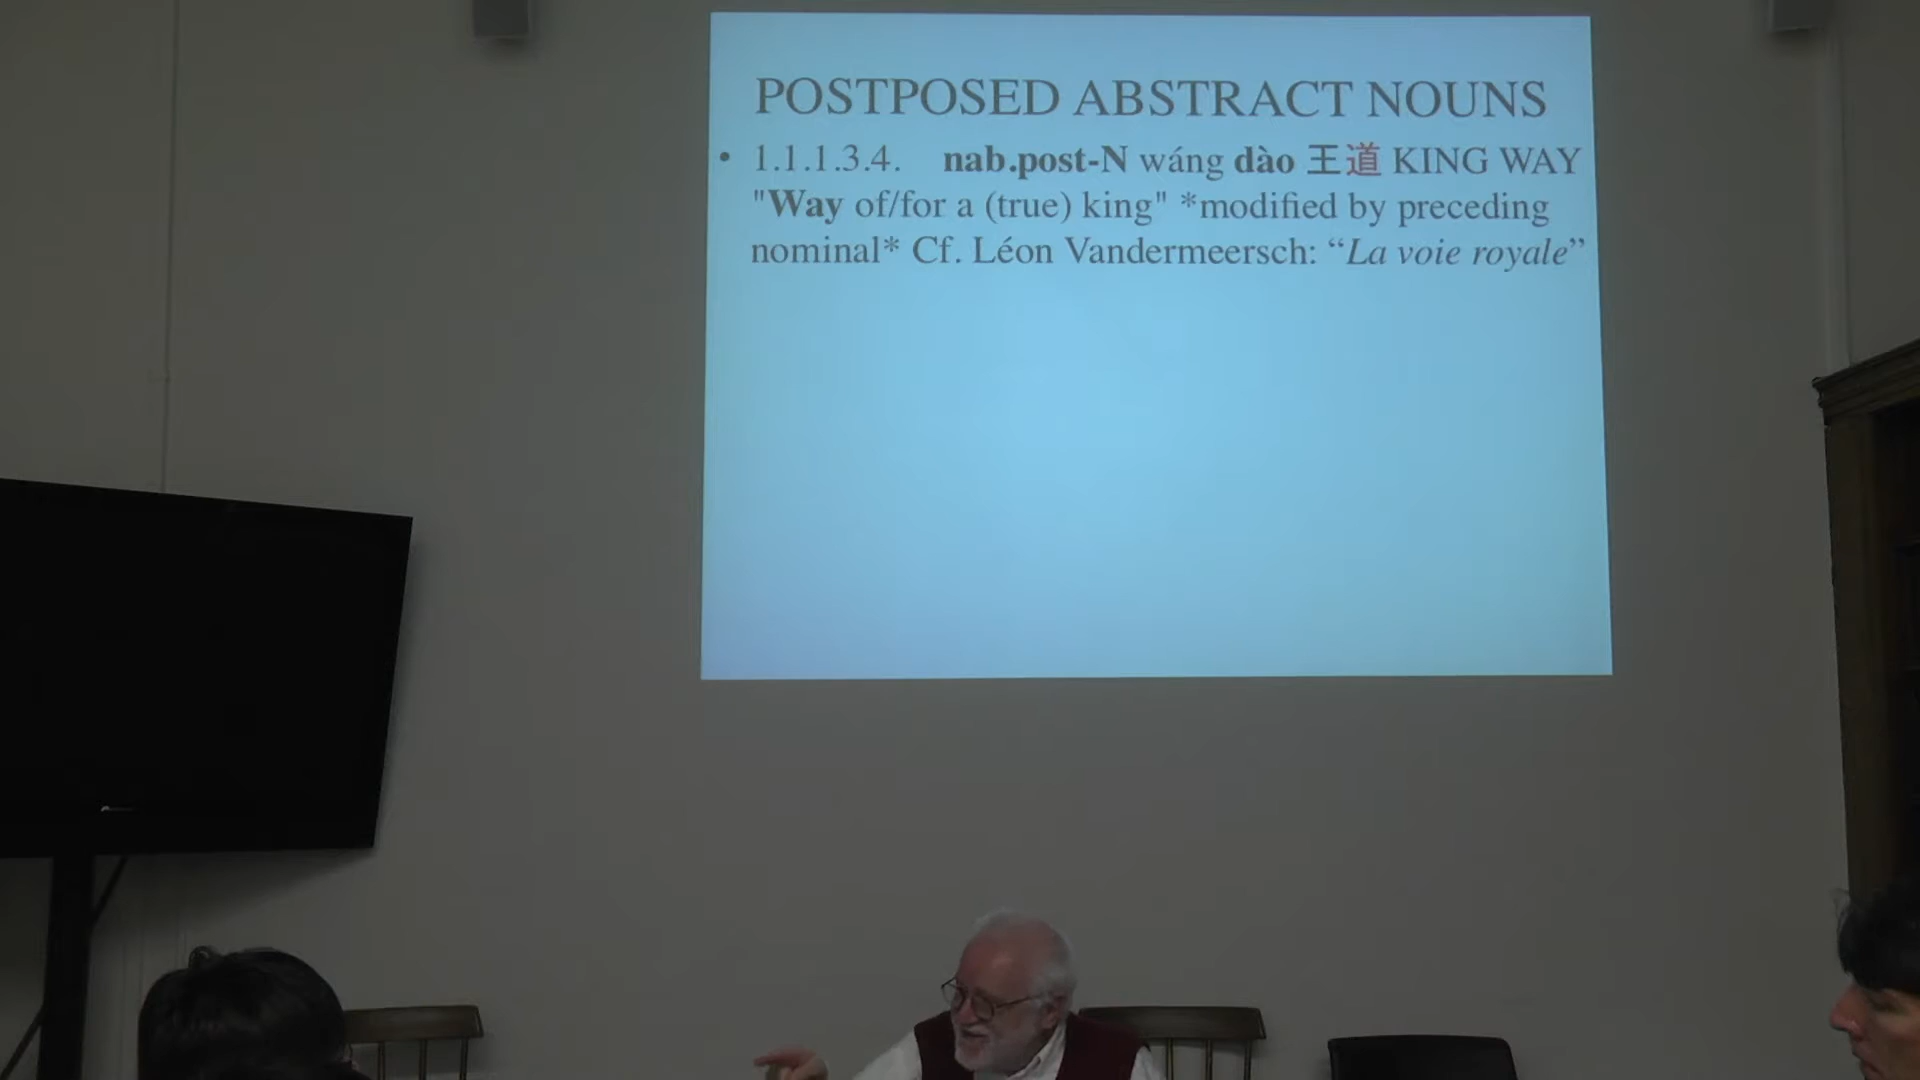 POSTPOSED ABSTRACT NOUNS
• 1.1.1.3.4. nab.post-N wáng dào 王道 KING WAY
"Way of/for a (true) king" *modified by preceding
nominal* Cf. Léon Vandermeersch: “La voie royale”